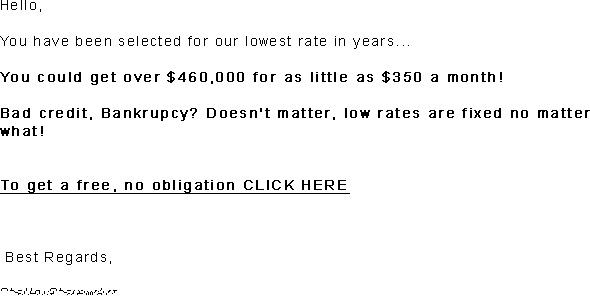 Hello,
You have been selected for our lowest rate in years...
You could get over $460,000 for as little as $350 a month!
Bad credit, Bankrupcy? Doesn't matter, low rates are fixed no matter
what!
To get a free, no obligation CLICK HERE
Best Regards,